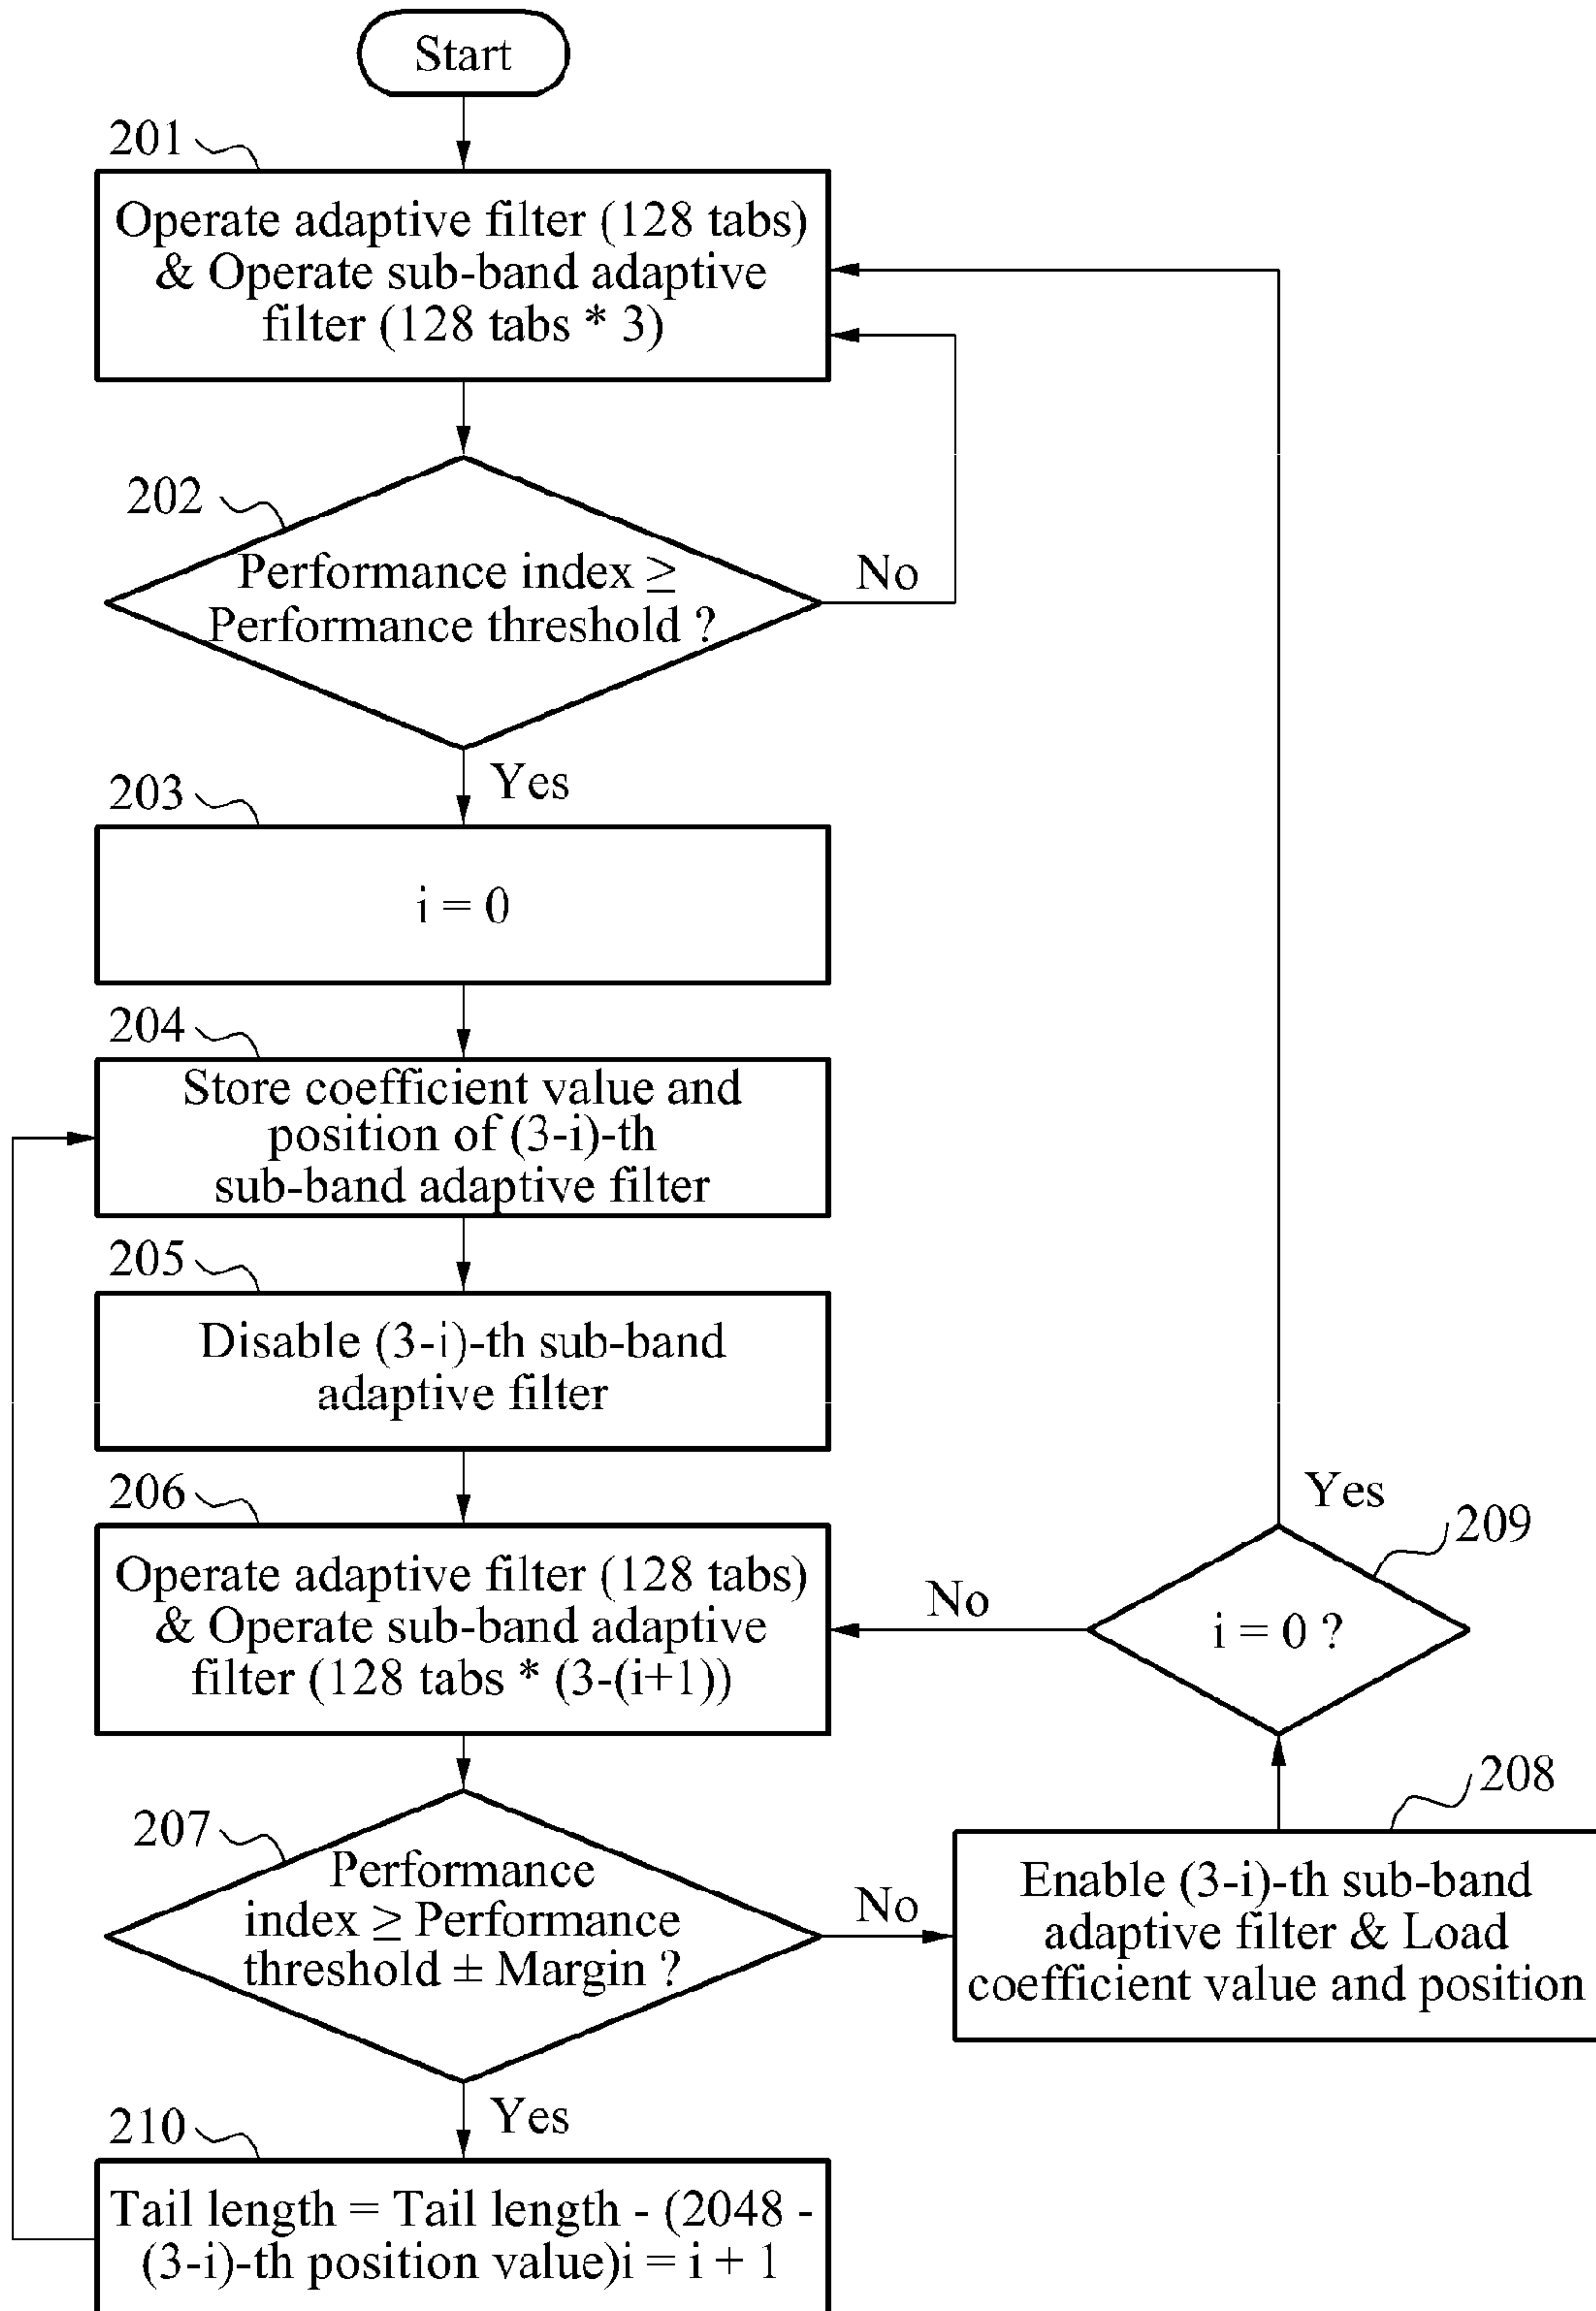 Start
201
Operate adaptive filter (128 tabs)
& Operate sub-band adaptive
filter (128 tabs * 3)
202
Performance index ≥
Performance threshold ?
No
Yes
203
i = 0
204
Store coefficient value and
position of (3-i)-th
sub-band adaptive filter
205
Disable (3-i)-th sub-band
adaptive filter
206
Operate adaptive filter (128 tabs)
& Operate sub-band adaptive
filter (128 tabs * (3-(i+1))
207
Performance
index ≥ Performance
threshold ± Margin ?
No
Yes
208
Enable (3-i)-th sub-band
adaptive filter & Load
coefficient value and position
209
i = 0 ?
No
Yes
210
Tail length = Tail length - (2048 -
(3-i)-th position value)i = i + 1